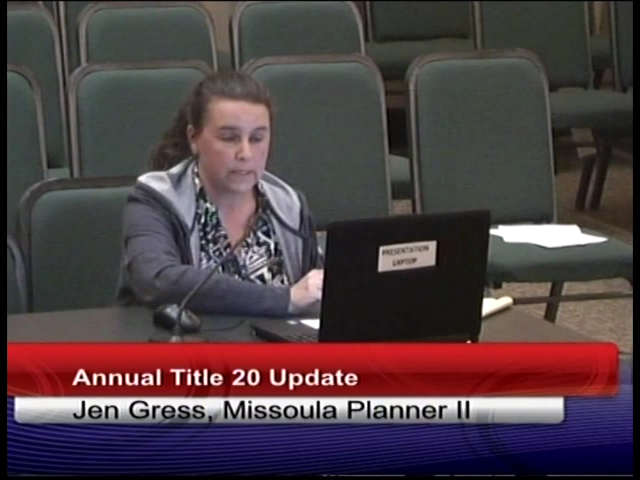 PRESENTATION
LAPTOP
Annual Title 20 Update
Jen Gress, Missoula Planner II